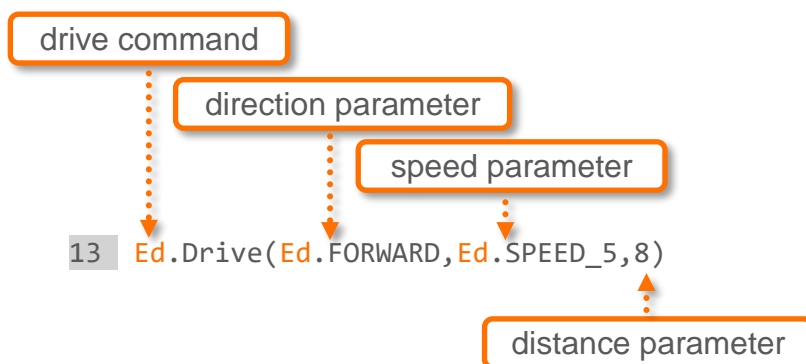 drive command
direction parameter
speed parameter
13 Ed.Drive(Ed.FORWARD,Ed.SPEED_5,8)
distance parameter